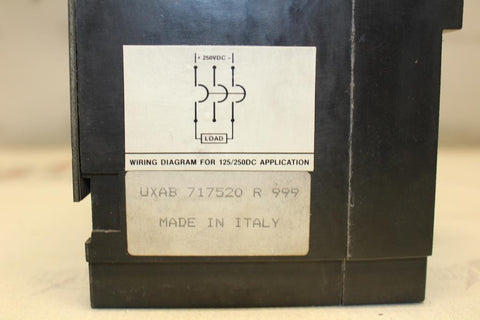 + 250VDC -
LOAD
WIRING DIAGRAM FOR 125/250DC APPLICATION
UXAB 717520 R 999
MADE IN ITALY